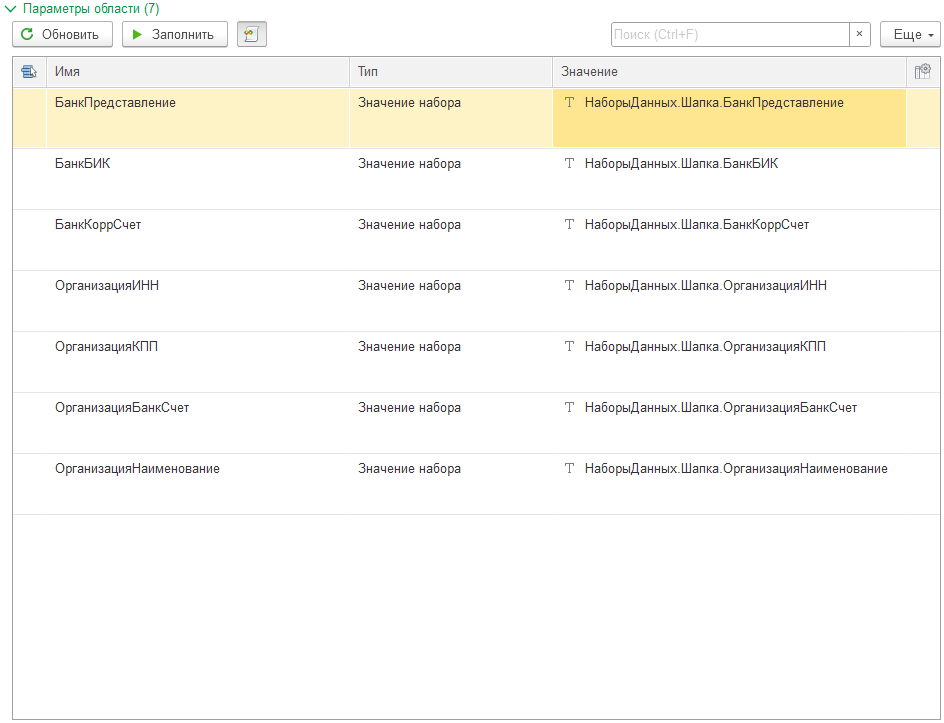 Параметры области (7)
Обновить Заполнить Поиск (Ctrl+F) × Еще
Имя Тип Значение
БанкПредставление Значение набора T НаборыДанных.Шапка.БанкПредставление
БанкБИК Значение набора T НаборыДанных.Шапка.БанкБИК
БанкКоррСчет Значение набора T НаборыДанных.Шапка.БанкКоррСчет
ОрганизацияИНН Значение набора T НаборыДанных.Шапка.ОрганизацияИНН
ОрганизацияКПП Значение набора T НаборыДанных.Шапка.ОрганизацияКПП
ОрганизацияБанкСчет Значение набора T НаборыДанных.Шапка.ОрганизацияБанкСчет
ОрганизацияНаименование Значение набора T НаборыДанных.Шапка.ОрганизацияНаименование